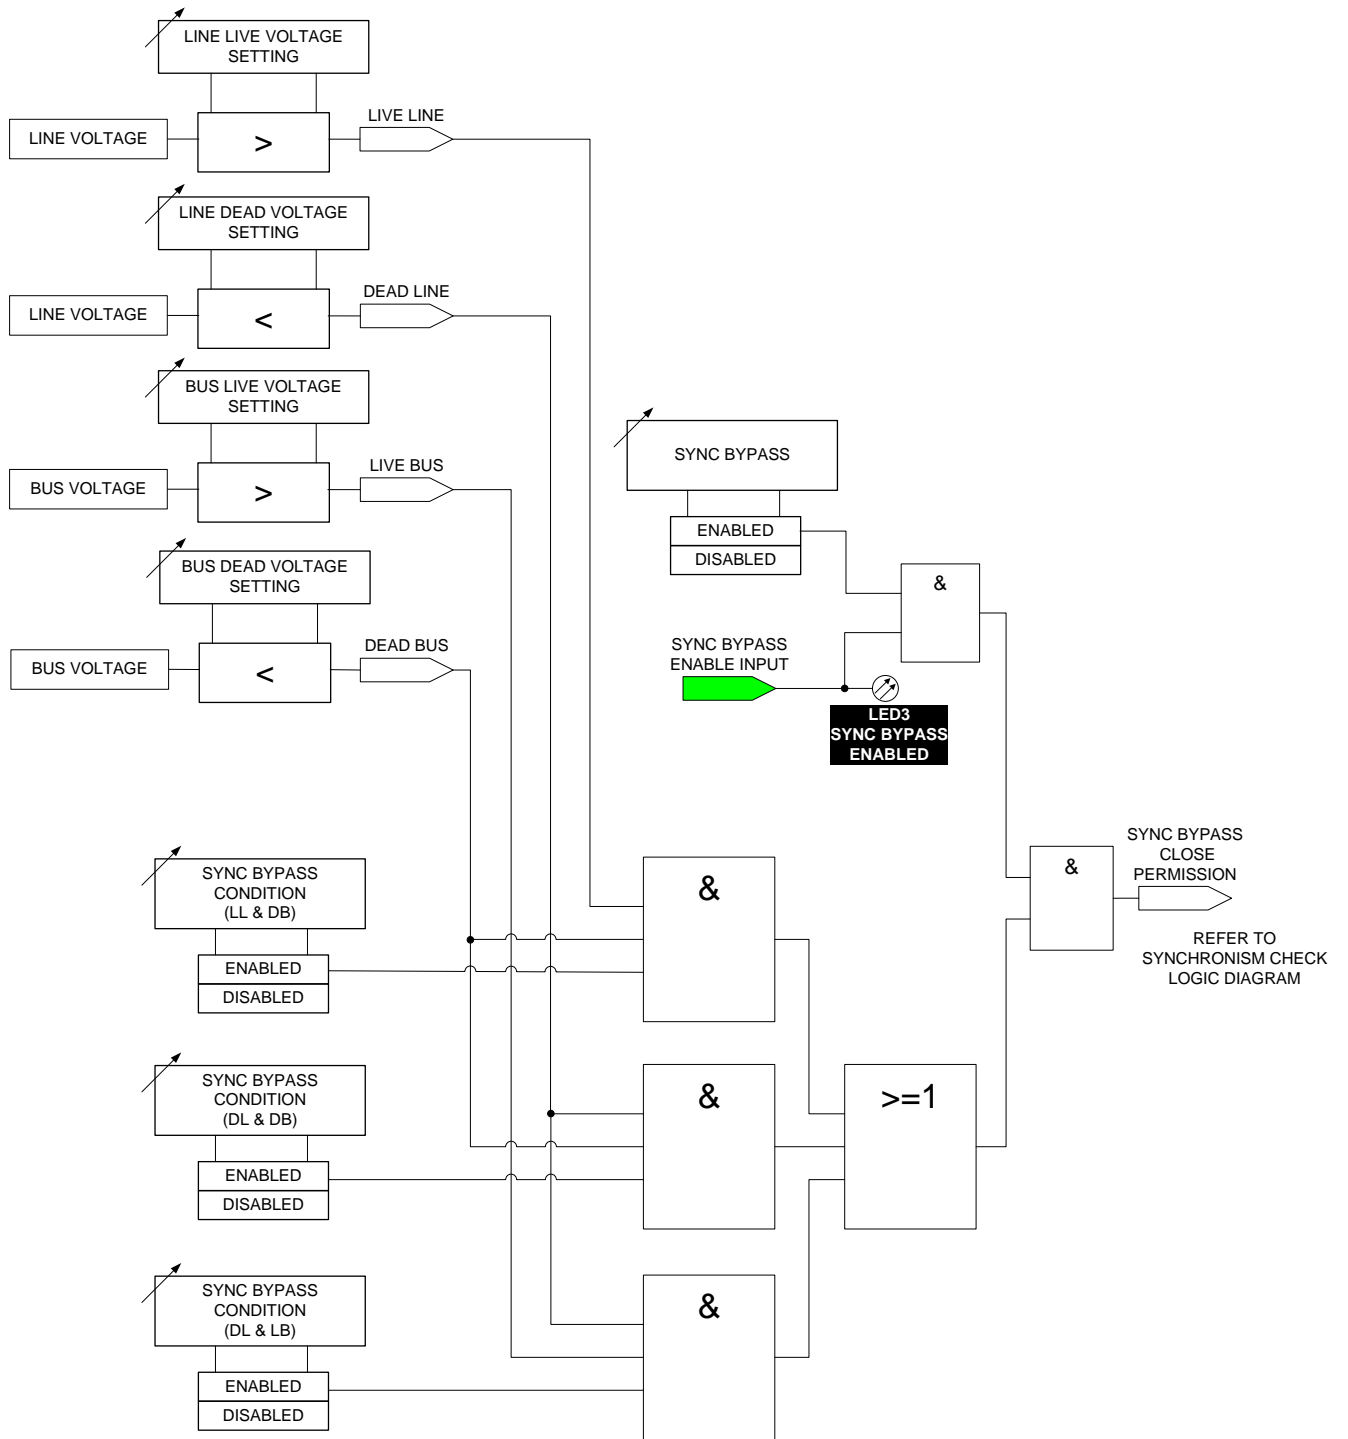 LINE LIVE VOLTAGE
SETTING
LINE VOLTAGE
>
LIVE LINE
LINE DEAD VOLTAGE
SETTING
LINE VOLTAGE
<
DEAD LINE
BUS LIVE VOLTAGE
SETTING
BUS VOLTAGE
>
LIVE BUS
BUS DEAD VOLTAGE
SETTING
BUS VOLTAGE
<
DEAD BUS
SYNC BYPASS
ENABLED
DISABLED
&
SYNC BYPASS
ENABLE INPUT
LED3
SYNC BYPASS
ENABLED
SYNC BYPASS
CONDITION
(LL & DB)
ENABLED
DISABLED
&
&
SYNC BYPASS
CLOSE
PERMISSION
REFER TO
SYNCHRONISM CHECK
LOGIC DIAGRAM
SYNC BYPASS
CONDITION
(DL & DB)
ENABLED
DISABLED
&
>=1
SYNC BYPASS
CONDITION
(DL & LB)
ENABLED
DISABLED
&